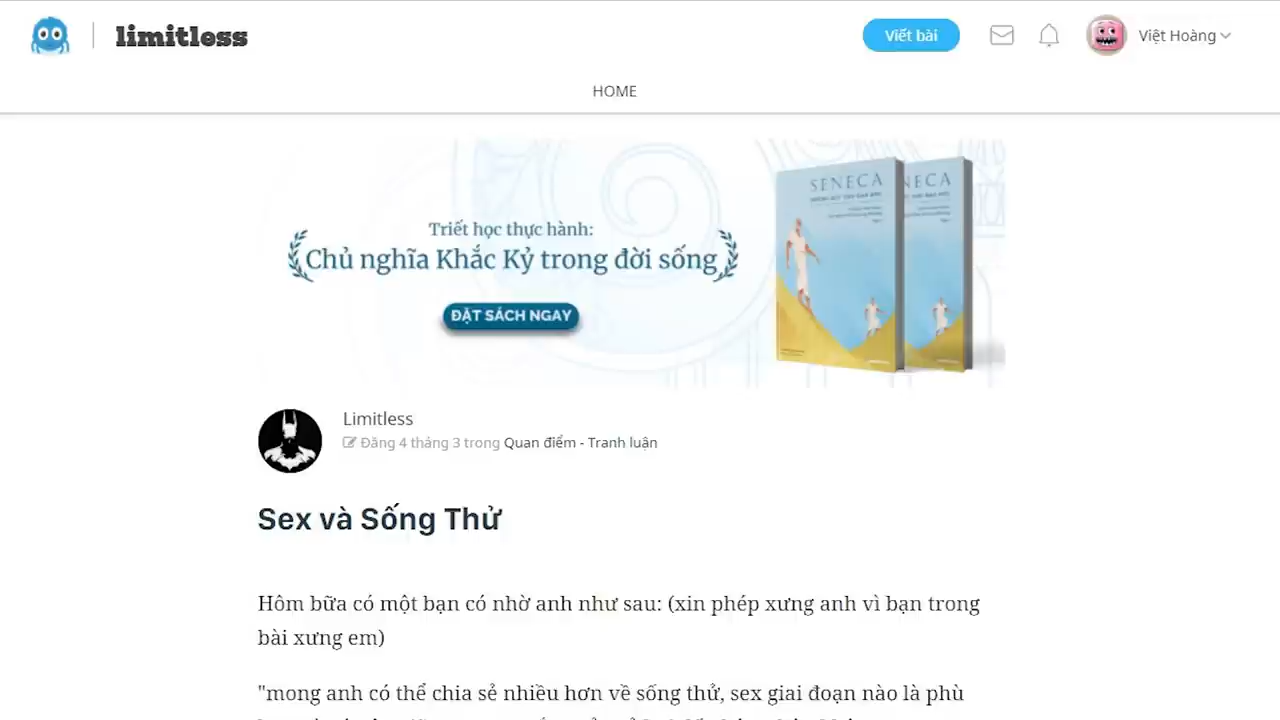 limitless
Viết bài
Việt Hoàng
HOME
SENECA
Triết học thực hành:
Chủ nghĩa Khắc Kỷ trong đời sống
ĐẶT SÁCH NGAY
Limitless
Đăng 4 tháng 3 trong Quan điểm - Tranh luận
Sex và Sống Thử
Hôm bữa có một bạn có nhờ anh như sau: (xin phép xưng anh vì bạn trong
bài xưng em)
"mong anh có thể chia sẻ nhiều hơn về sống thử, sex giai đoạn nào là phù